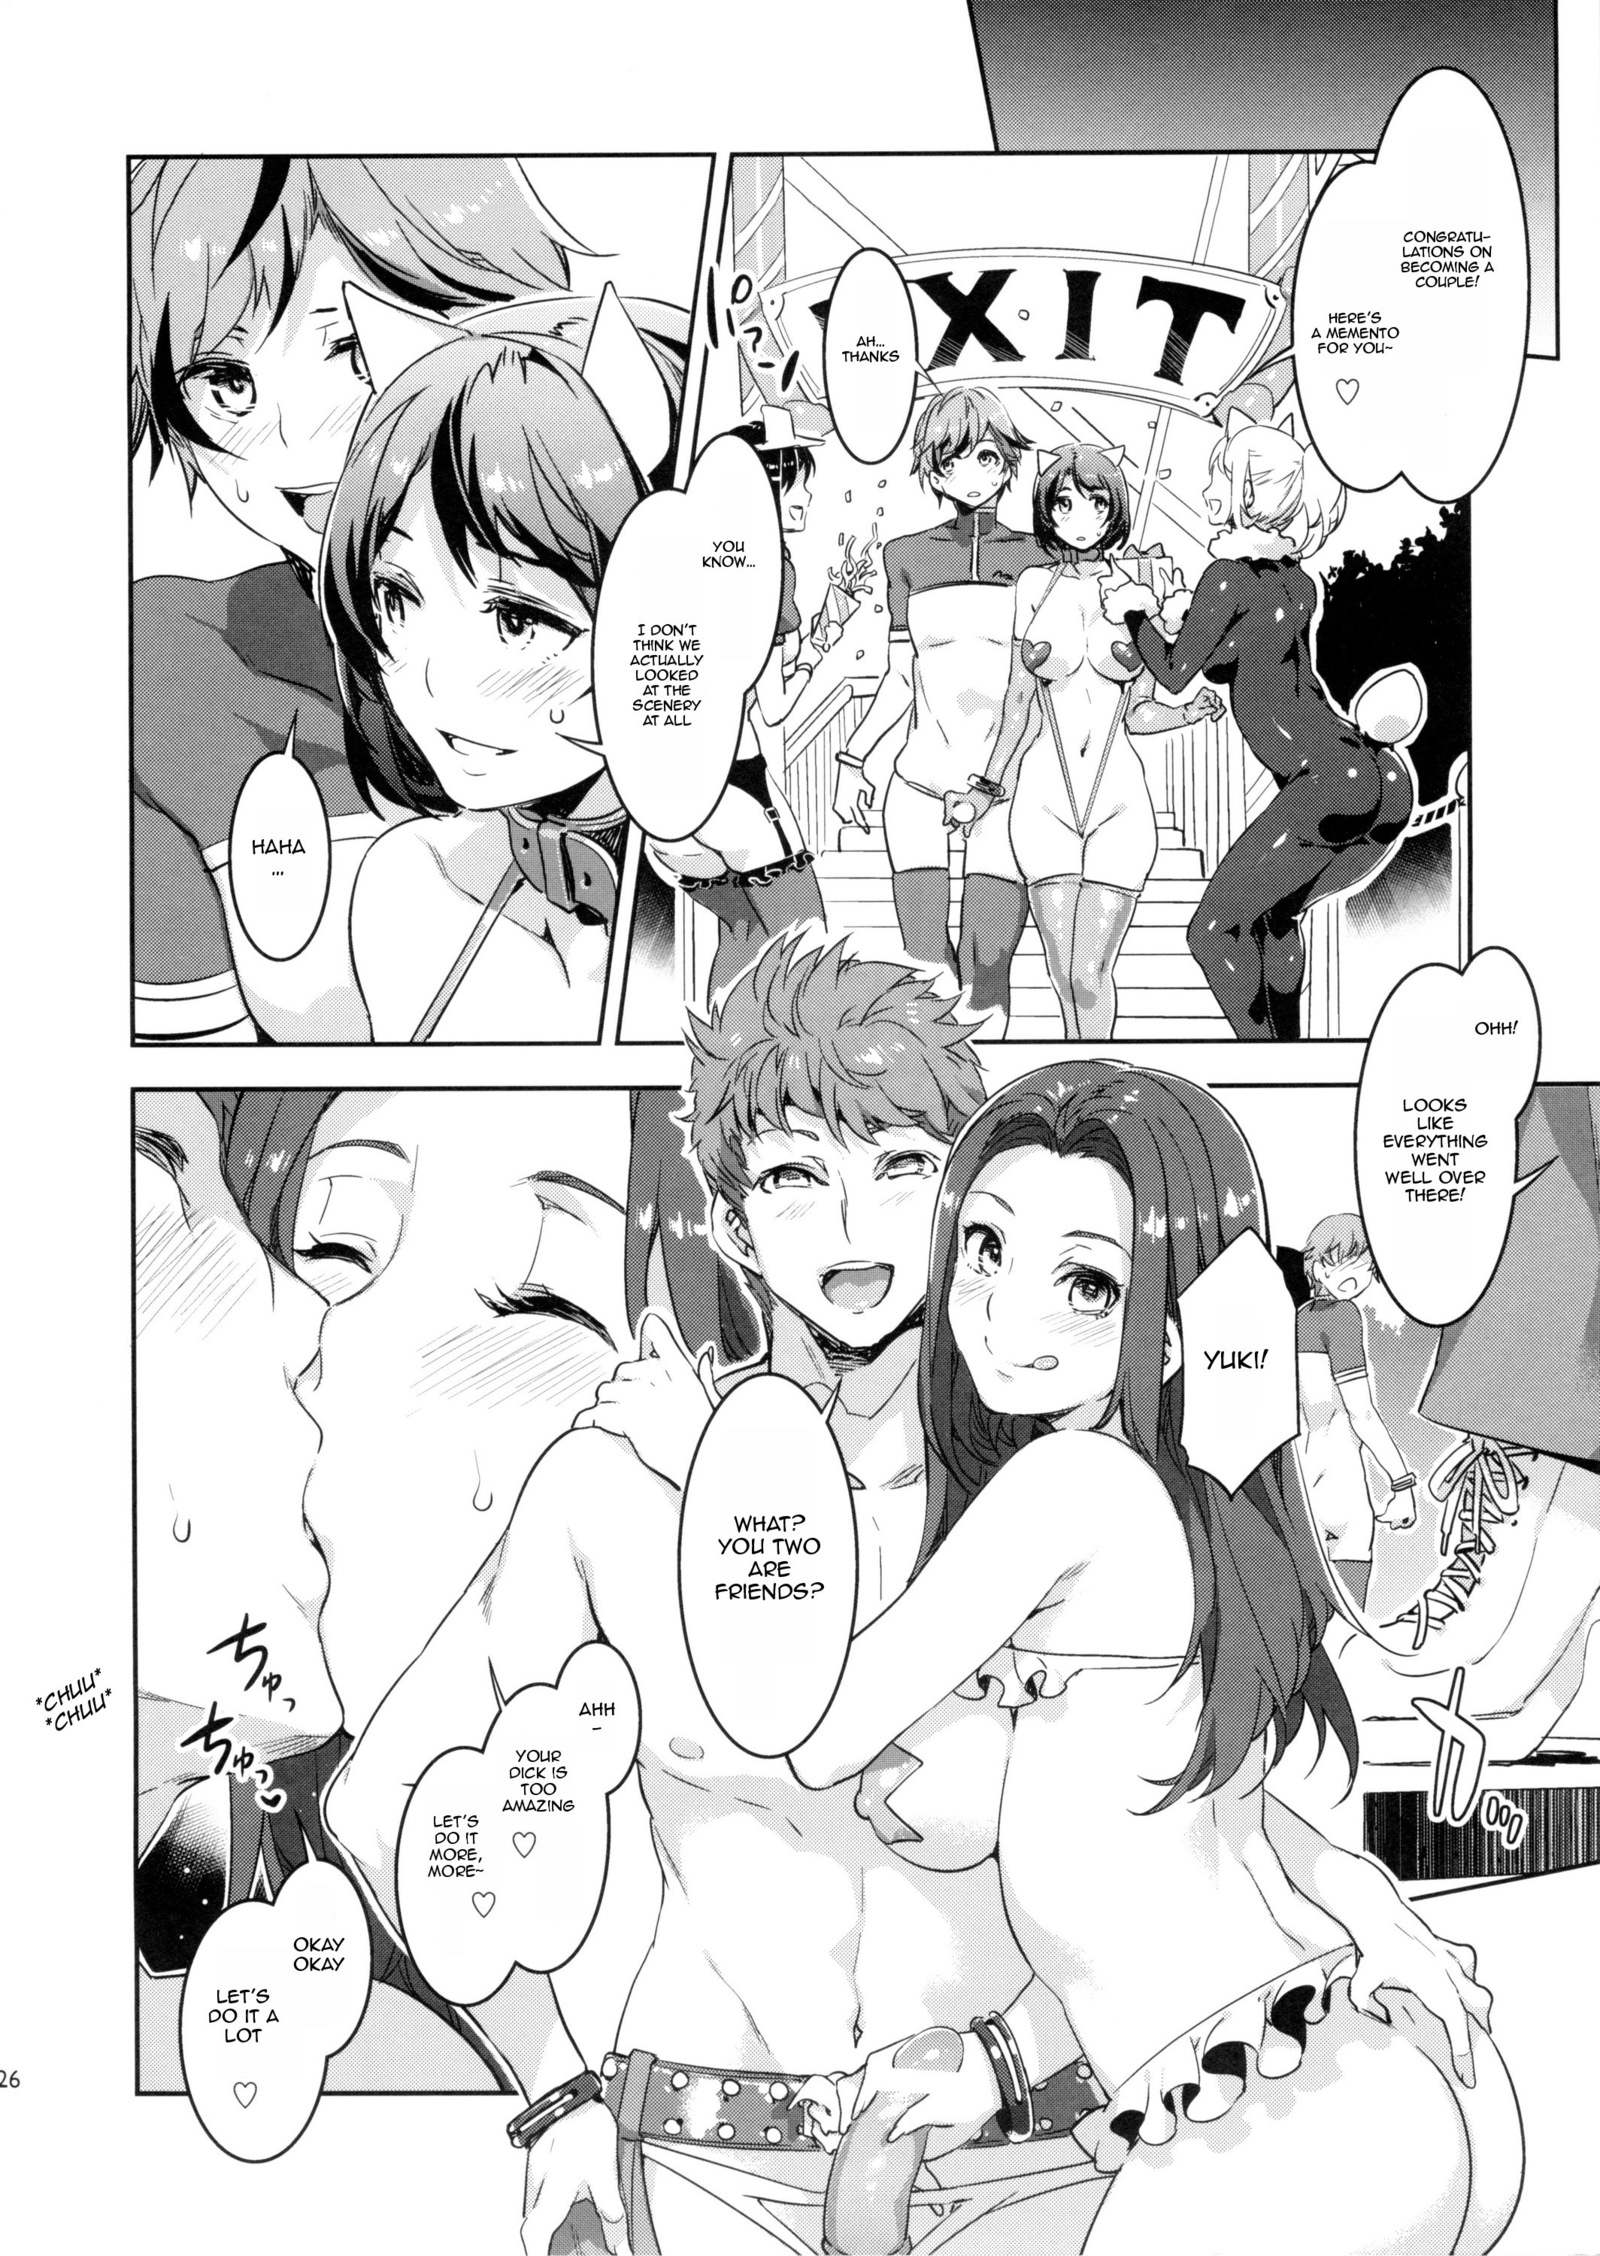 CONGRATU-
LATIONS ON
BECOMING A
COUPLE!
HERE'S
A MEMENTO
FOR YOU~
♡
EXIT
AH...
THANKS
YOU
KNOW...
I DON'T
THINK WE
ACTUALLY
LOOKED
AT THE
SCENERY
AT ALL
HAHA
...
OHH!
LOOKS
LIKE
EVERYTHING
WENT
WELL OVER
THERE!
YUKI!
WHAT?
YOU TWO
ARE
FRIENDS?
AHH
~
YOUR
DICK IS
TOO
AMAZING
♡
LET'S
DO IT
MORE,
MORE~
♡
OKAY
OKAY
LET'S
DO IT A
LOT
♡
ちゅっ
ちゅっ♥
*CHUU*
*CHUU*
26